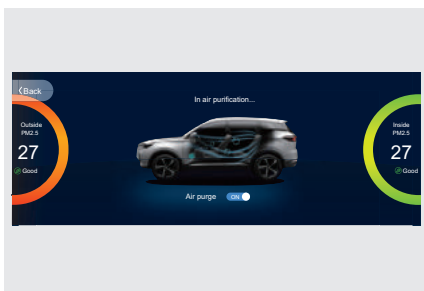 Back
In air purification...
Outside
PM2.5
27
Good
Inside
PM2.5
27
Good
Air purge ON